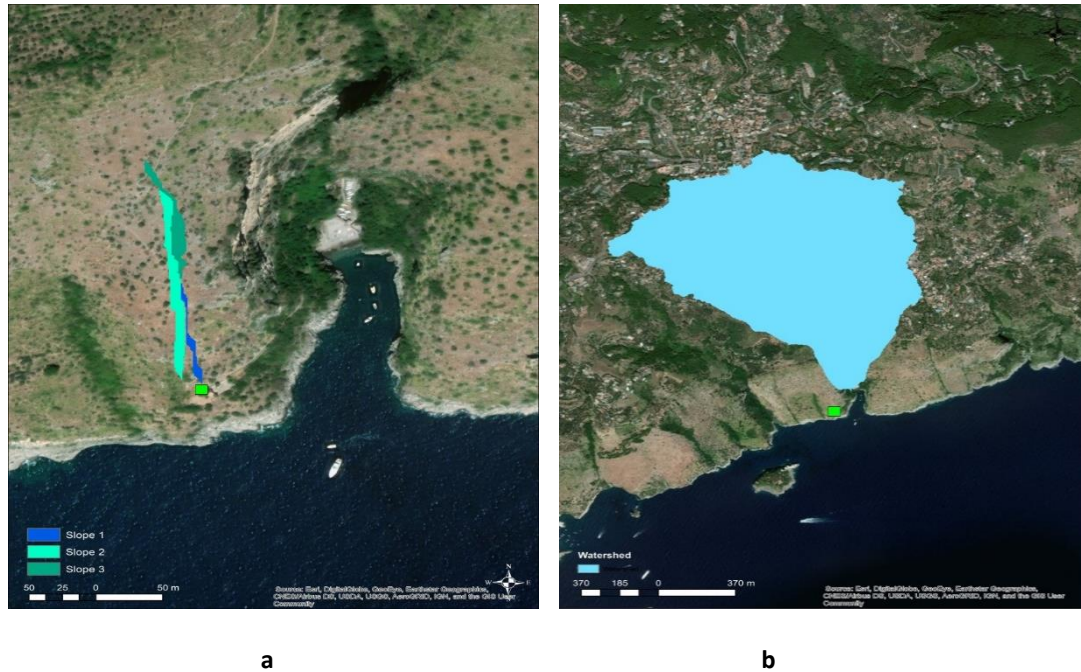 Slope 1
Slope 2
Slope 3
50 25 0 50 m
N
W E
S
Source: Esri, DigitalGlobe, GeoEye, Earthstar Geographics,
CNES/Airbus DS, USDA, USGS, AeroGRID, IGN, and the GIS User
Community
Watershed
370 185 0 370 m
Source: Esri, DigitalGlobe, GeoEye, Earthstar Geographics,
CNES/Airbus DS, USDA, USGS, AeroGRID, IGN, and the GIS User
Community
a b